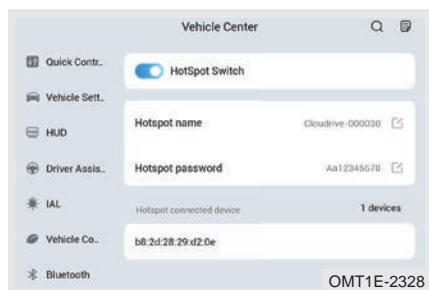 Vehicle Center
Quick Contr..
HotSpot Switch
Vehicle Sett..
Hotspot name Cloudrive-000030
HUD
Driver Assis..
Hotspot password Aa12345678
IAL
Hotspot connected device 1 devices
Vehicle Co..
b8:2d:28:29:d2:0e
Bluetooth
OMT1E-2328